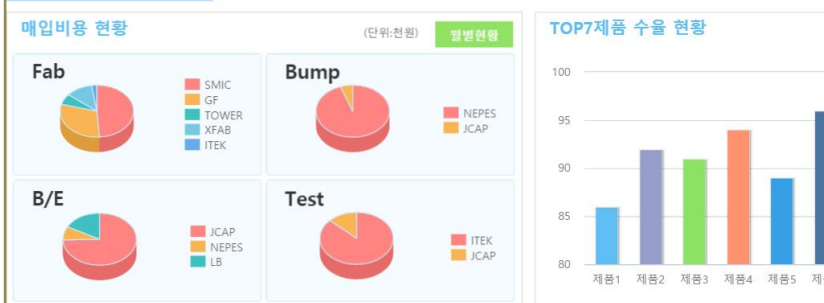 매입비용 현황
(단위:천원)
월별현황
Fab
SMIC
GF
TOWER
XFAB
ITEK
Bump
NEPES
JCAP
B/E
JCAP
NEPES
LB
Test
ITEK
JCAP
TOP7제품 수율 현황
100
95
90
85
80
제품1 제품2 제품3 제품4 제품5